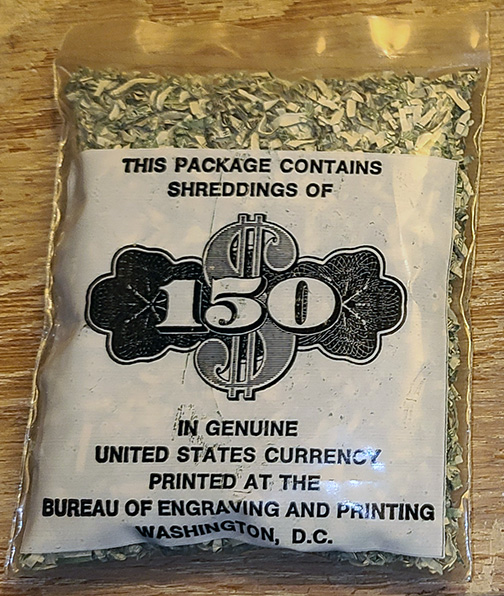 THIS PACKAGE CONTAINS
SHREDDINGS OF
$150
IN GENUINE
UNITED STATES CURRENCY
PRINTED AT THE
BUREAU OF ENGRAVING AND PRINTING
WASHINGTON, D.C.